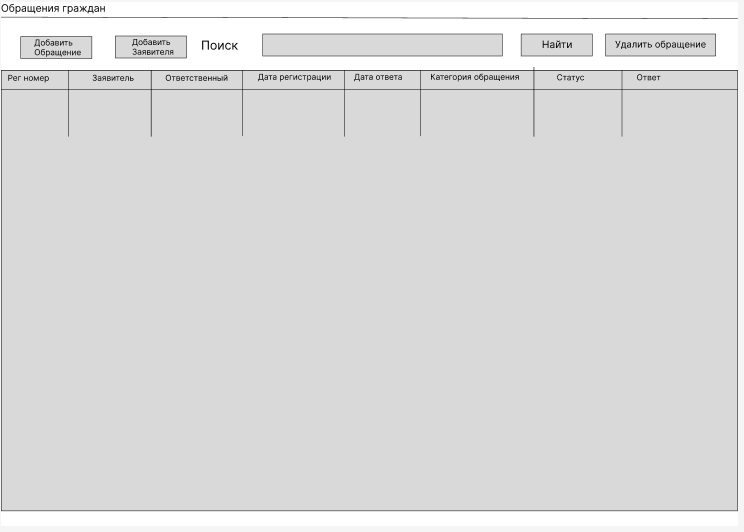 Обращения граждан
Добавить
Обращение
Добавить
Заявителя
Поиск
Найти
Удалить обращение
Рег номер
Заявитель
Ответственный
Дата регистрации
Дата ответа
Категория обращения
Статус
Ответ